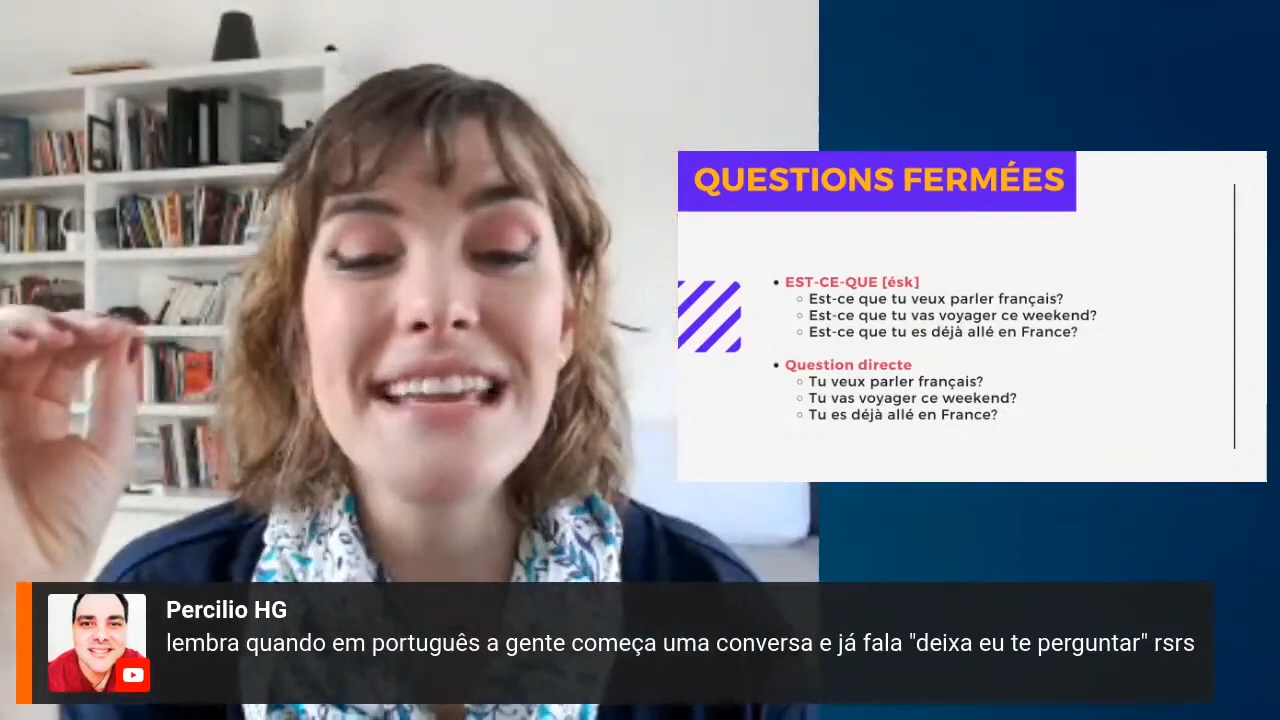 QUESTIONS FERMÉES
EST-CE-QUE [ésk]
Est-ce que tu veux parler français?
Est-ce que tu vas voyager ce weekend?
Est-ce que tu es déjà allé en France?
Question directe
Tu veux parler français?
Tu vas voyager ce weekend?
Tu es déjà allé en France?
Percilio HG
lembra quando em português a gente começa uma conversa e já fala "deixa eu te perguntar" rsrs